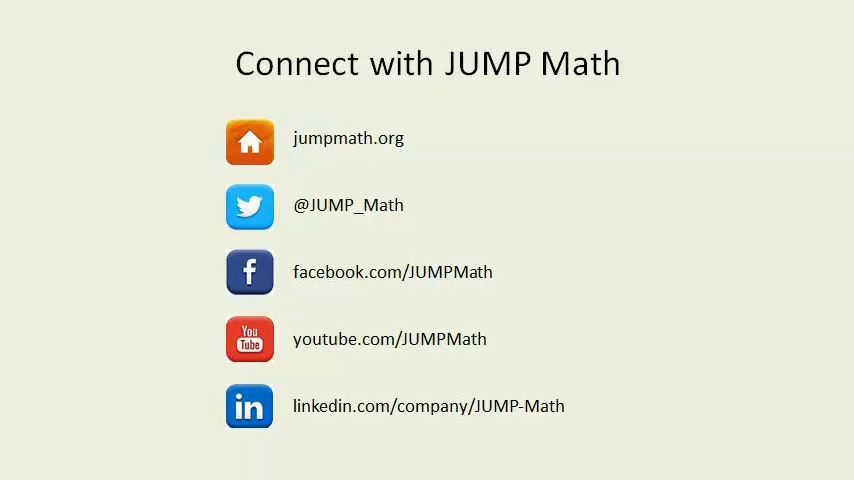 Connect with JUMP Math
jumpmath.org
@JUMP_Math
f facebook.com/JUMPMath
You
Tube youtube.com/JUMPMath
in linkedin.com/company/JUMP-Math